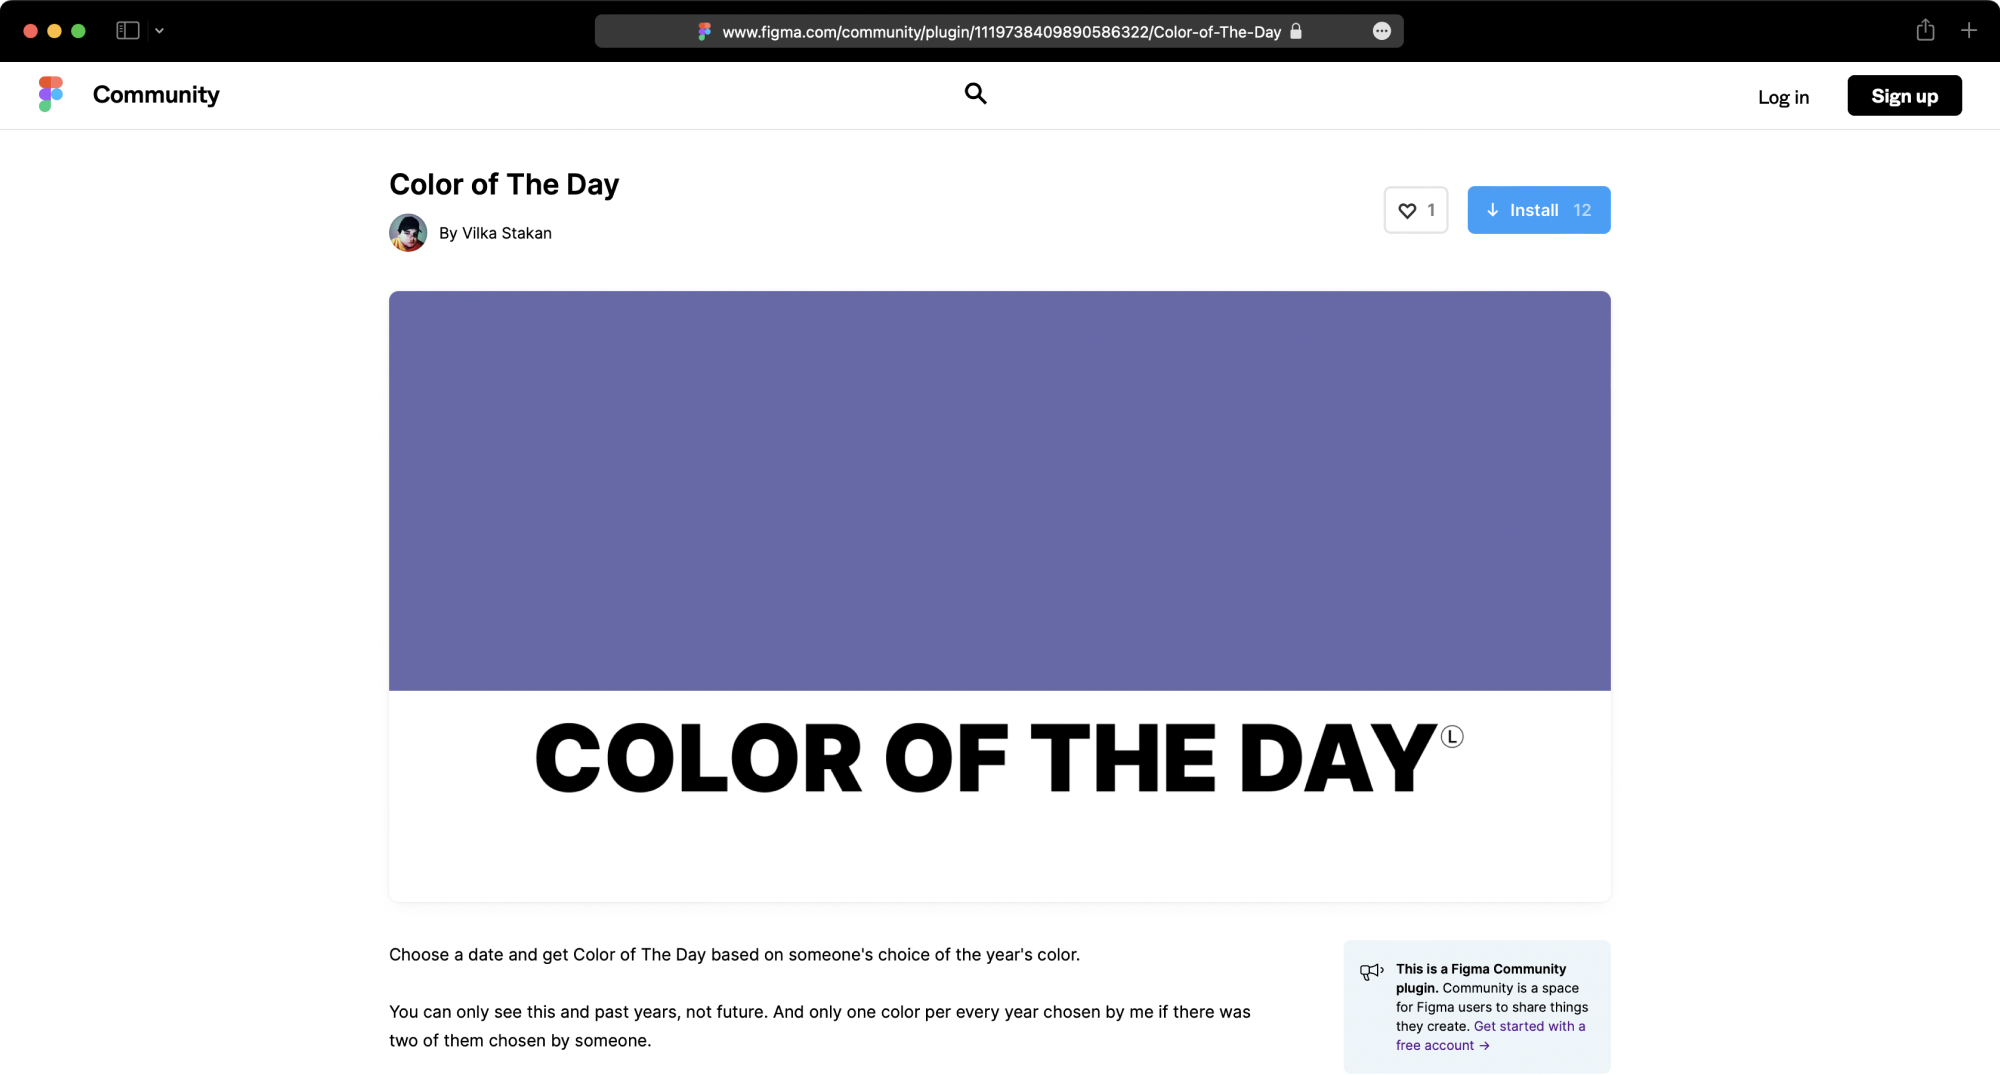 www.figma.com/community/plugin/1119738409890586322/Color-of-The-Day
Community
Log in
Sign up
Color of The Day
By Vilka Stakan
1
Install 12
COLOR OF THE DAYⓁ
Choose a date and get Color of The Day based on someone's choice of the year's color.
You can only see this and past years, not future. And only one color per every year chosen by me if there was
two of them chosen by someone.
This is a Figma Community
plugin. Community is a space
for Figma users to share things
they create. Get started with a
free account →